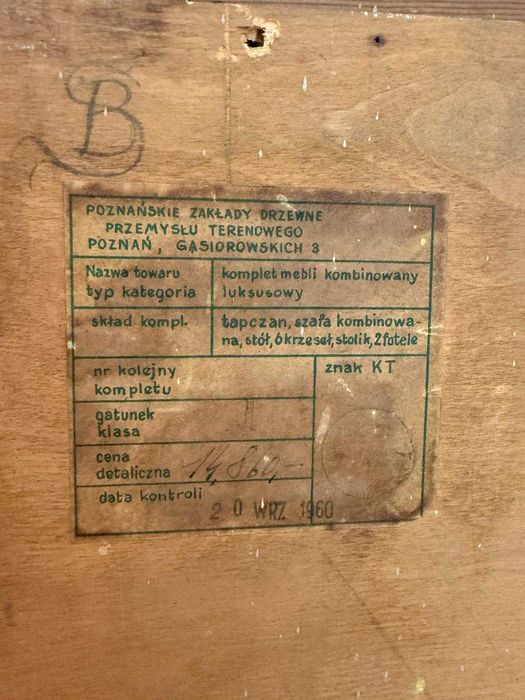 B
POZNAŃSKIE ZAKŁADY DRZEWNE
PRZEMYSŁU TERENOWEGO
POZNAŃ, GĄSIOROWSKICH 3
Nazwa towaru
typ kategoria
komplet mebli kombinowany
luksusowy
skład kompl.
tapczan, szafa kombinowa-
na, stół, 6 krzeseł, stolik, 2 fotele
nr kolejny
kompletu
znak KT
gatunek
klasa
cena
detaliczna 14,860,-
data kontroli
20 WRZ 1960